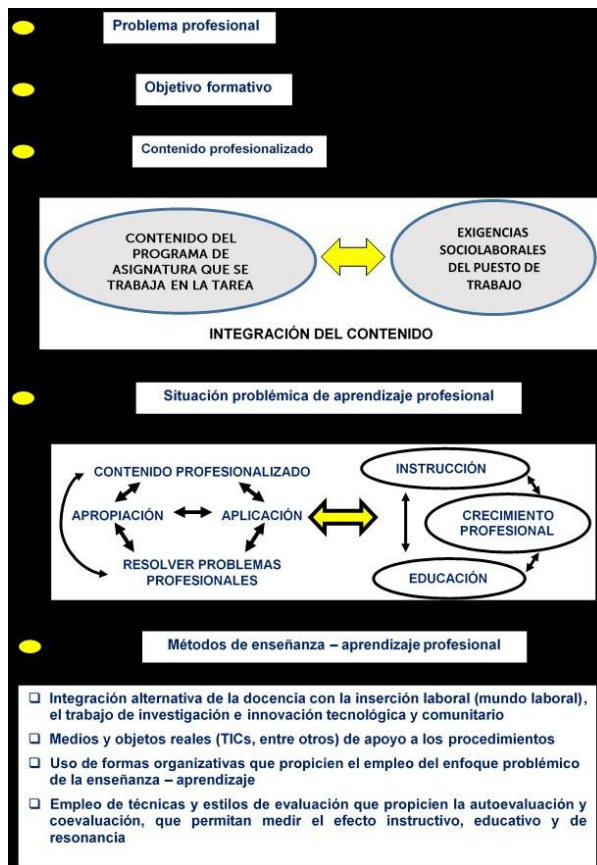 Problema profesional
Objetivo formativo
Contenido profesionalizado
CONTENIDO DEL
PROGRAMA DE
ASIGNATURA QUE SE
TRABAJA EN LA TAREA
EXIGENCIAS
SOCIOLABORALES
DEL PUESTO DE
TRABAJO
INTEGRACIÓN DEL CONTENIDO
Situación problémica de aprendizaje profesional
CONTENIDO PROFESIONALIZADO
APROPIACIÓN
APLICACIÓN
RESOLVER PROBLEMAS
PROFESIONALES
INSTRUCCIÓN
CRECIMIENTO
PROFESIONAL
EDUCACIÓN
Métodos de enseñanza – aprendizaje profesional
❑ Integración alternativa de la docencia con la inserción laboral (mundo laboral),
el trabajo de investigación e innovación tecnológica y comunitario
❑ Medios y objetos reales (TICs, entre otros) de apoyo a los procedimientos
❑ Uso de formas organizativas que propicien el empleo del enfoque problémico
de la enseñanza – aprendizaje
❑ Empleo de técnicas y estilos de evaluación que propicien la autoevaluación y
coevaluación, que permitan medir el efecto instructivo, educativo y de
resonancia